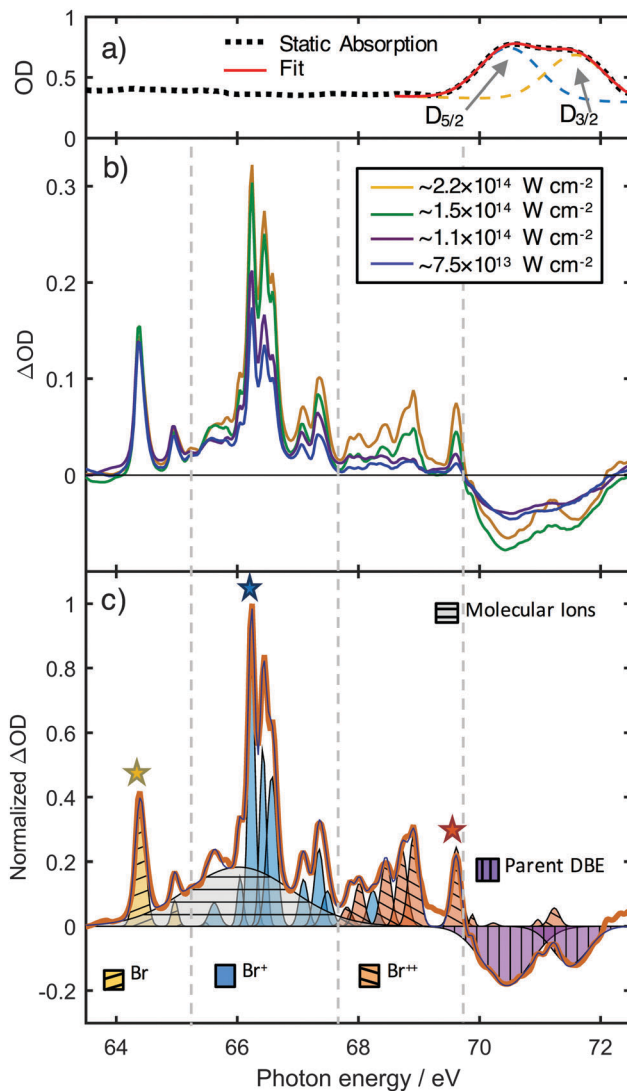 a)
Static Absorption
Fit
D5/2
D3/2
OD
1
0.5
0
b)
~2.2×10¹⁴ W cm⁻²
~1.5×10¹⁴ W cm⁻²
~1.1×10¹⁴ W cm⁻²
~7.5×10¹³ W cm⁻²
ΔOD
0.3
0.2
0.1
0
c)
Molecular Ions
Parent DBE
Br
Br⁺
Br⁺⁺
Normalized ΔOD
1
0.8
0.6
0.4
0.2
0
-0.2
64 66 68 70 72
Photon energy / eV